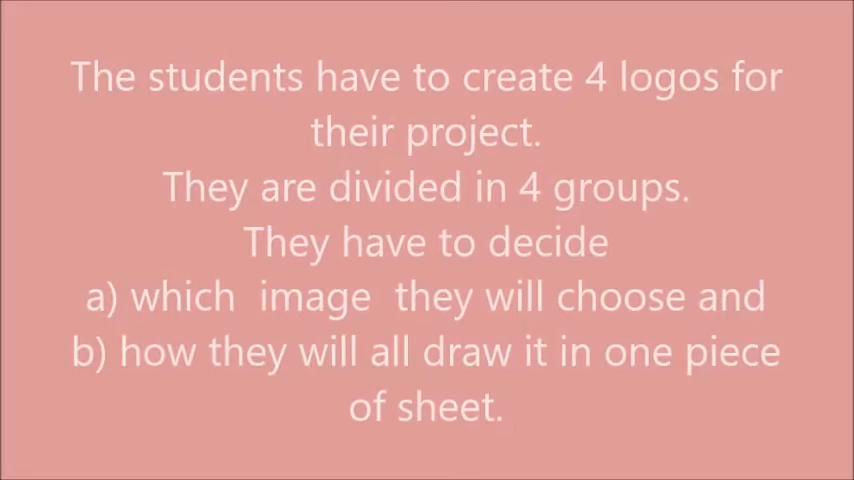 The students have to create 4 logos for
their project.
They are divided in 4 groups.
They have to decide
a) which image they will choose and
b) how they will all draw it in one piece
of sheet.